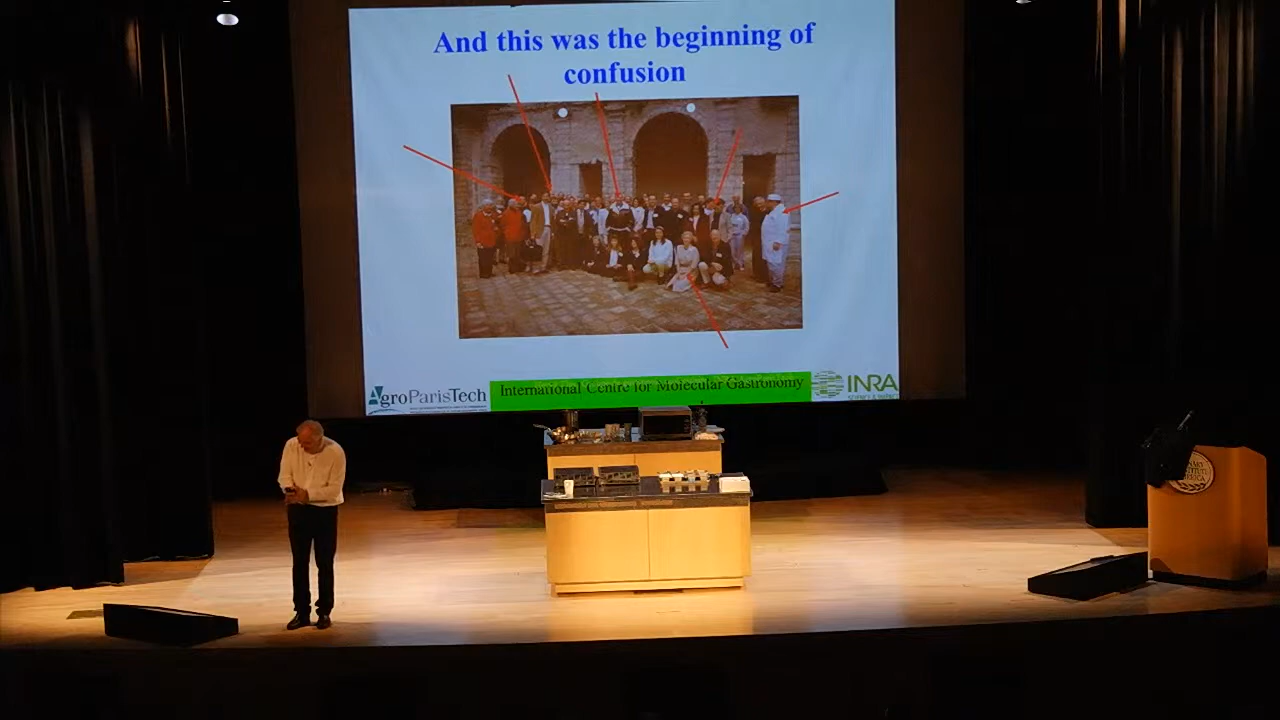 And this was the beginning of
confusion
AgroParisTech
International Centre for Molecular Gastronomy
INRA